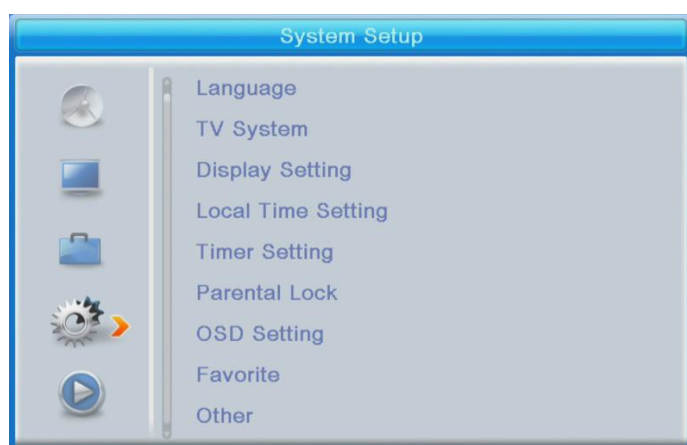 System Setup
Language
TV System
Display Setting
Local Time Setting
Timer Setting
Parental Lock
OSD Setting
Favorite
Other